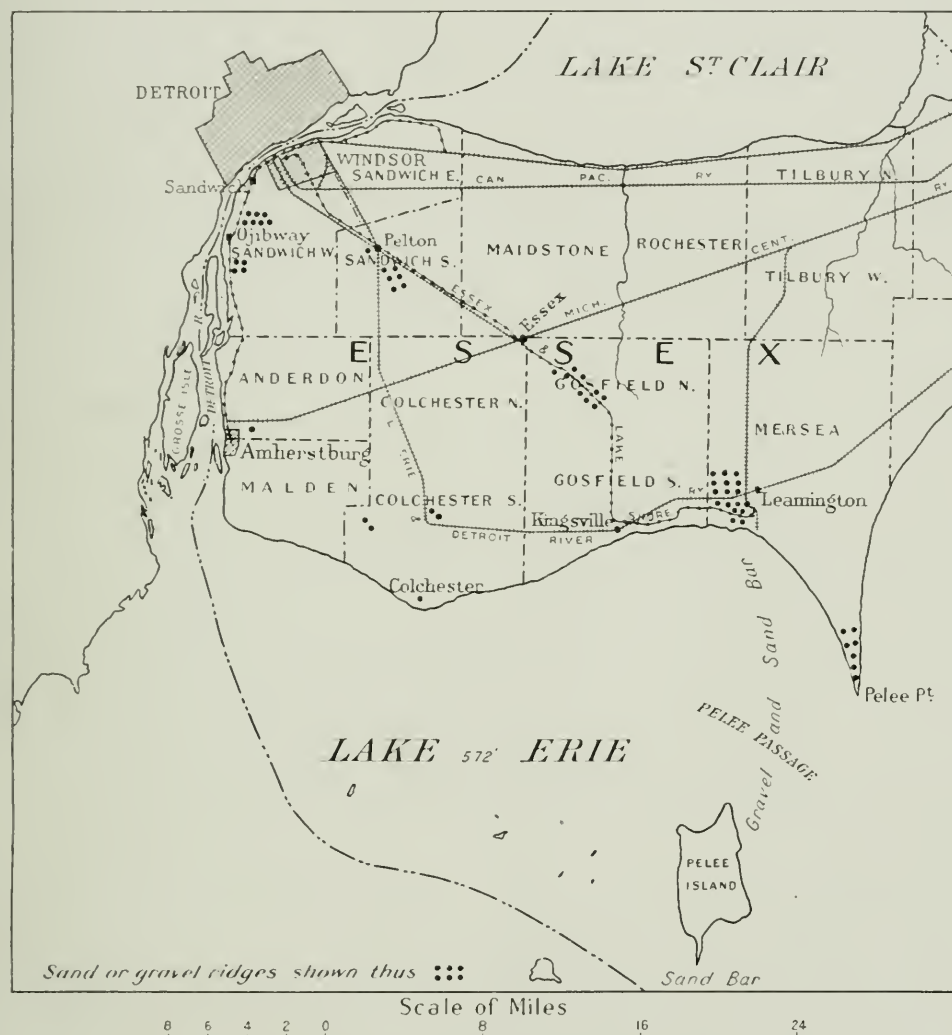 LAKE ST CLAIR
DETROIT
WINDSOR
SANDWICH E.
CAN PAC. RY
TILBURY N.
Sandwich
RY.
Ojibway
SANDWICH W.
Pelton
SANDWICH S.
MAIDSTONE
ROCHESTER
CENT.
TILBURY W.
ESSEX
MICH.
Essex
E S S E X
&
GROSSE ISLE
DETROIT R.
ANDERDON
COLCHESTER N.
GOSFIELD N.
MERSEA
L.
LAKE
Amherstburg
ERIE
MALDEN
COLCHESTER S.
GOSFIELD S.
RY
Leamington
&
Kingsville
SHORE
DETROIT RIVER
Colchester
Gravel and Sand Bar
Pelee Pt.
PELEE PASSAGE
LAKE 572' ERIE
PELEE
ISLAND
Sand or gravel ridges shown thus
Sand Bar
Scale of Miles
8 6 4 2 0 8 16 24